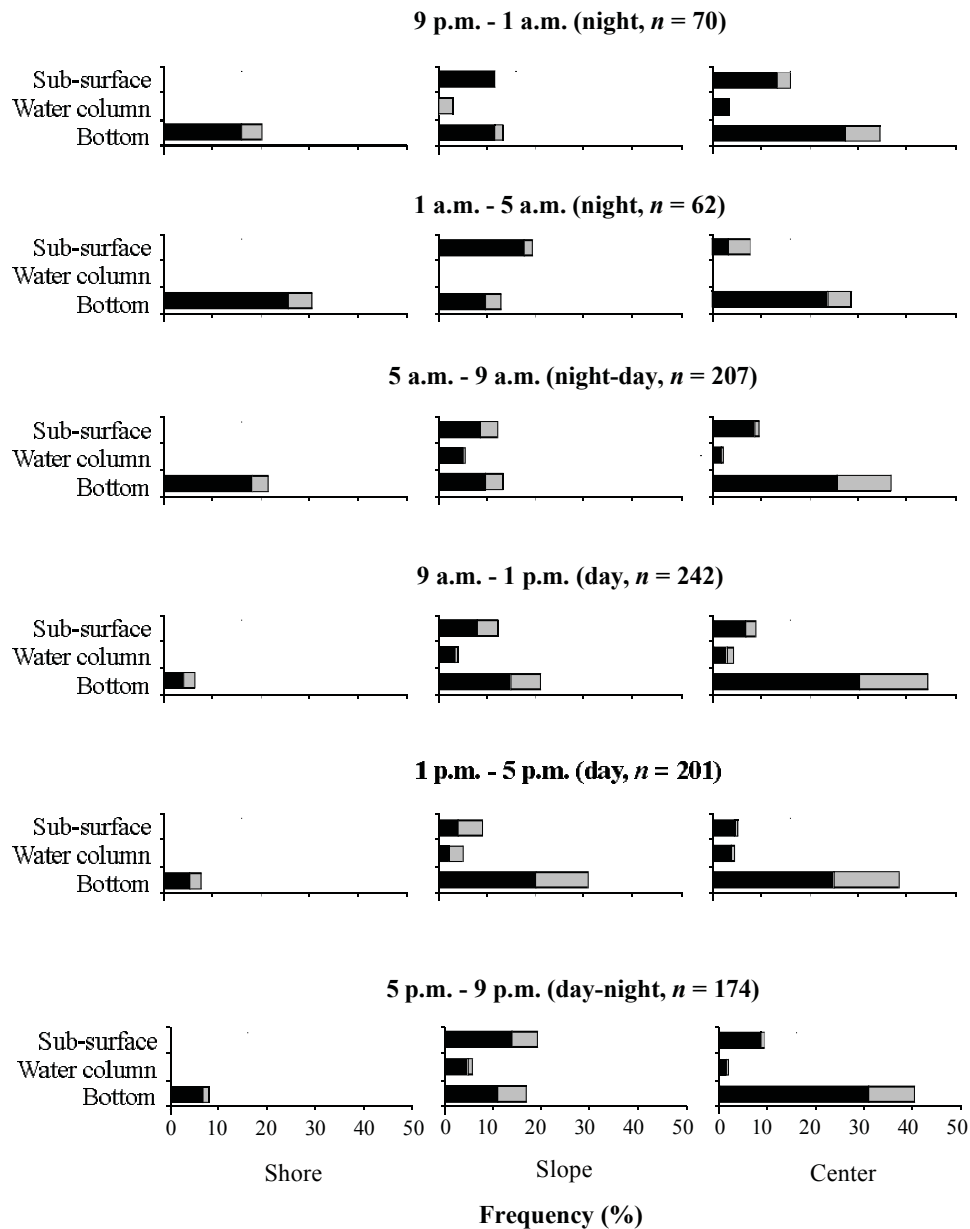 9 p.m. - 1 a.m. (night, n = 70)
Sub-surface
Water column
Bottom
1 a.m. - 5 a.m. (night, n = 62)
Sub-surface
Water column
Bottom
5 a.m. - 9 a.m. (night-day, n = 207)
Sub-surface
Water column
Bottom
9 a.m. - 1 p.m. (day, n = 242)
Sub-surface
Water column
Bottom
1 p.m. - 5 p.m. (day, n = 201)
Sub-surface
Water column
Bottom
5 p.m. - 9 p.m. (day-night, n = 174)
Sub-surface
Water column
Bottom
0 10 20 30 40 50 0 10 20 30 40 50 0 10 20 30 40 50
Shore Slope Center
Frequency (%)